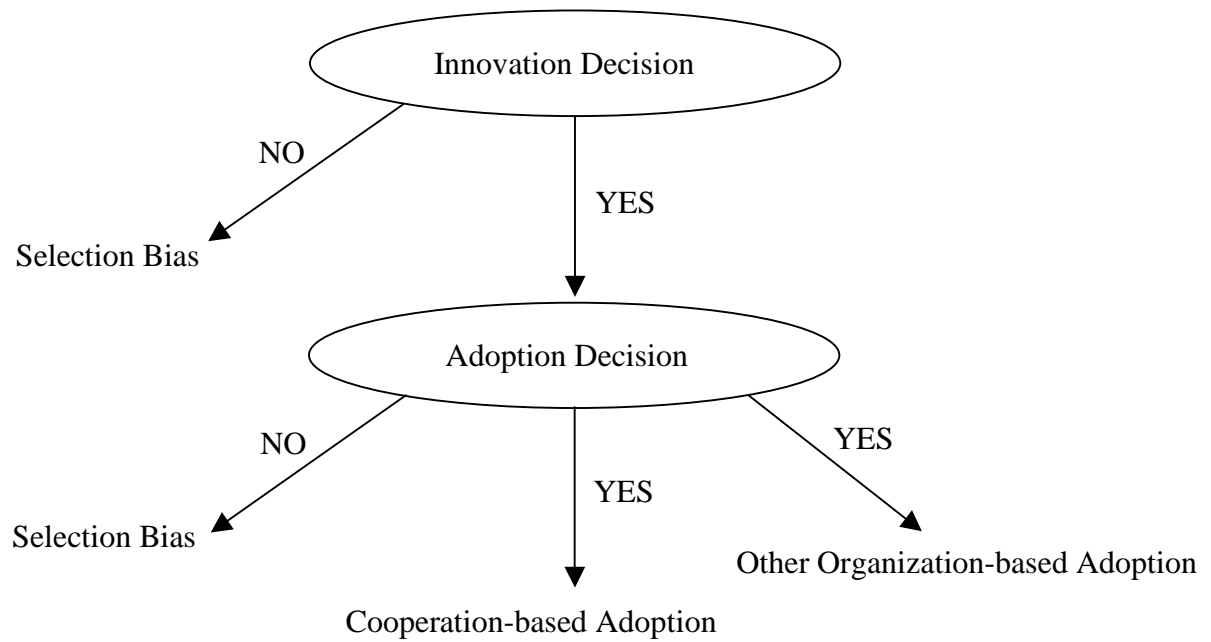 Innovation Decision
NO
YES
Selection Bias
Adoption Decision
NO
YES
YES
Selection Bias
Other Organization-based Adoption
Cooperation-based Adoption